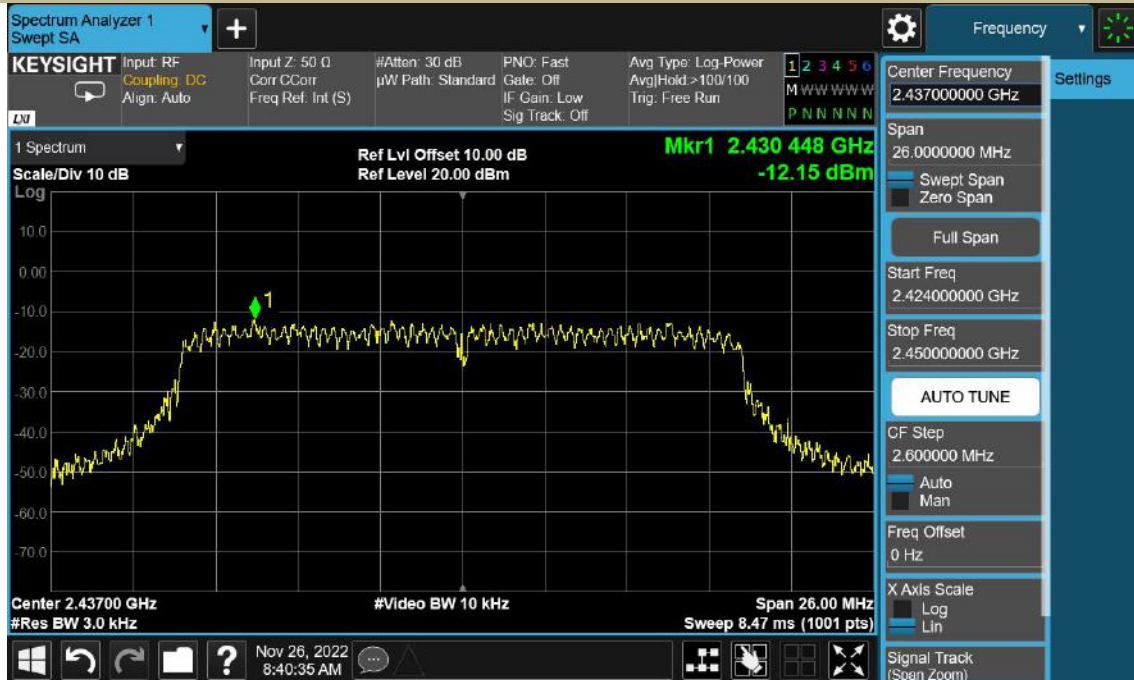 Spectrum Analyzer 1
Swept SA
+
Frequency
KEYSIGHT
LXI
Input: RF
Coupling: DC
Align: Auto
Input Z: 50 Ω
Corr CCorr
Freq Ref: Int (S)
#Atten: 30 dB
µW Path: Standard
PNO: Fast
Gate: Off
IF Gain: Low
Sig Track: Off
Avg Type: Log-Power
Avg|Hold:>100/100
Trig: Free Run
1 2 3 4 5 6
M W W W W W
P N N N N N
1 Spectrum
Scale/Div 10 dB
Ref Lvl Offset 10.00 dB
Ref Level 20.00 dBm
Mkr1 2.430 448 GHz
-12.15 dBm
Log
10.0
0.00
-10.0
-20.0
-30.0
-40.0
-50.0
-60.0
-70.0
1
Center 2.43700 GHz
#Res BW 3.0 kHz
#Video BW 10 kHz
Span 26.00 MHz
Sweep 8.47 ms (1001 pts)
?
Nov 26, 2022
8:40:35 AM
Center Frequency
2.437000000 GHz
Settings
Span
26.0000000 MHz
Swept Span
Zero Span
Full Span
Start Freq
2.424000000 GHz
Stop Freq
2.450000000 GHz
AUTO TUNE
CF Step
2.600000 MHz
Auto
Man
Freq Offset
0 Hz
X Axis Scale
Log
Lin
Signal Track
(Span Zoom)